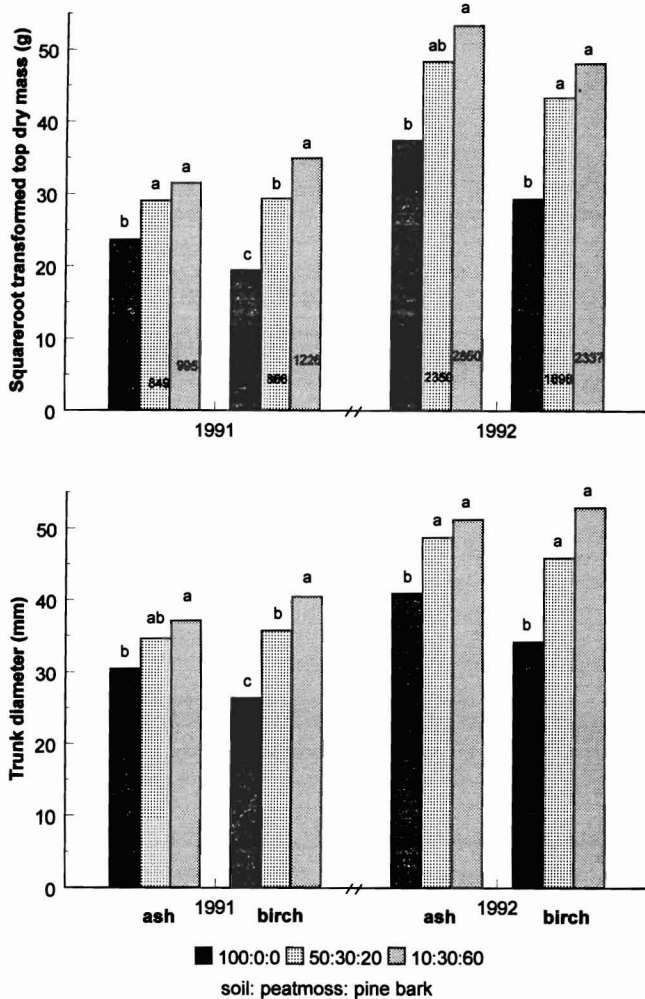 Squareroot transformed top dry mass (g)
50
40
30
20
10
0
b a a
c b a
b ab a
b a a
849 995
866 1226
2356 2850
1898 2337
1991 1992
Trunk diameter (mm)
50
40
30
20
10
0
b ab a
c b a
b a a
b a a
1991 1992
ash birch ash birch
100:0:0 50:30:20 10:30:60
soil: peatmoss: pine bark